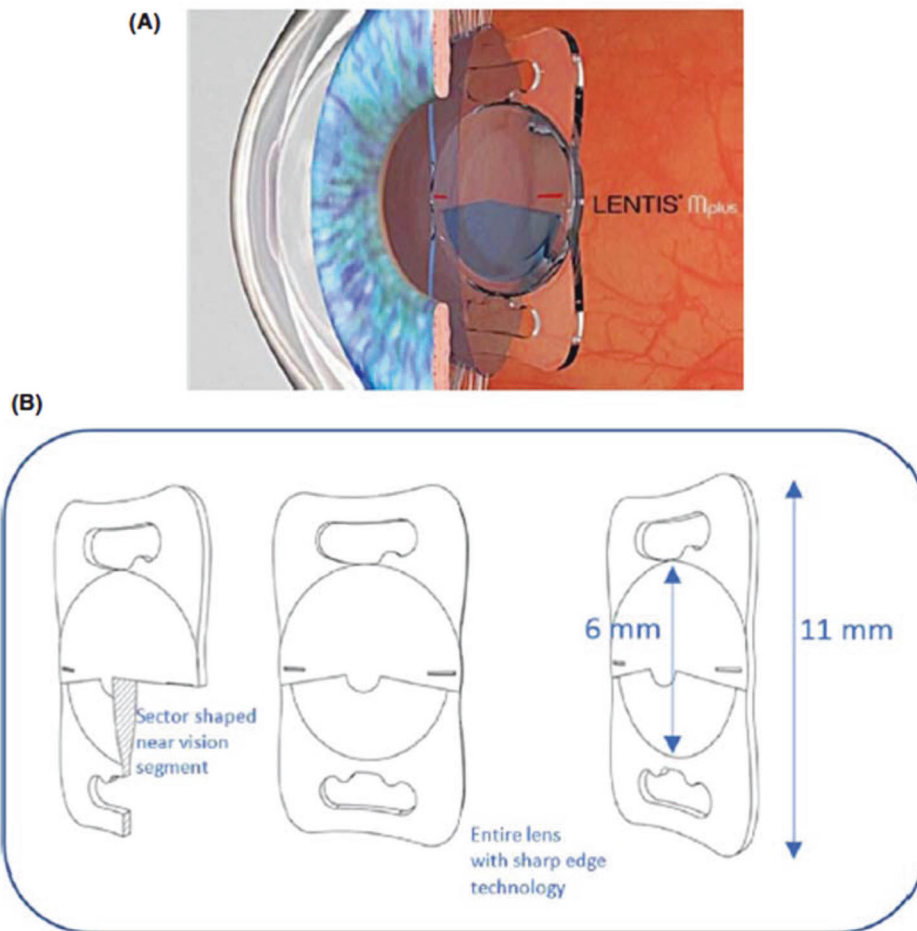 (A)
LENTIS® Mplus
(B)
6 mm
11 mm
Sector shaped
near vision
segment
Entire lens
with sharp edge
technology